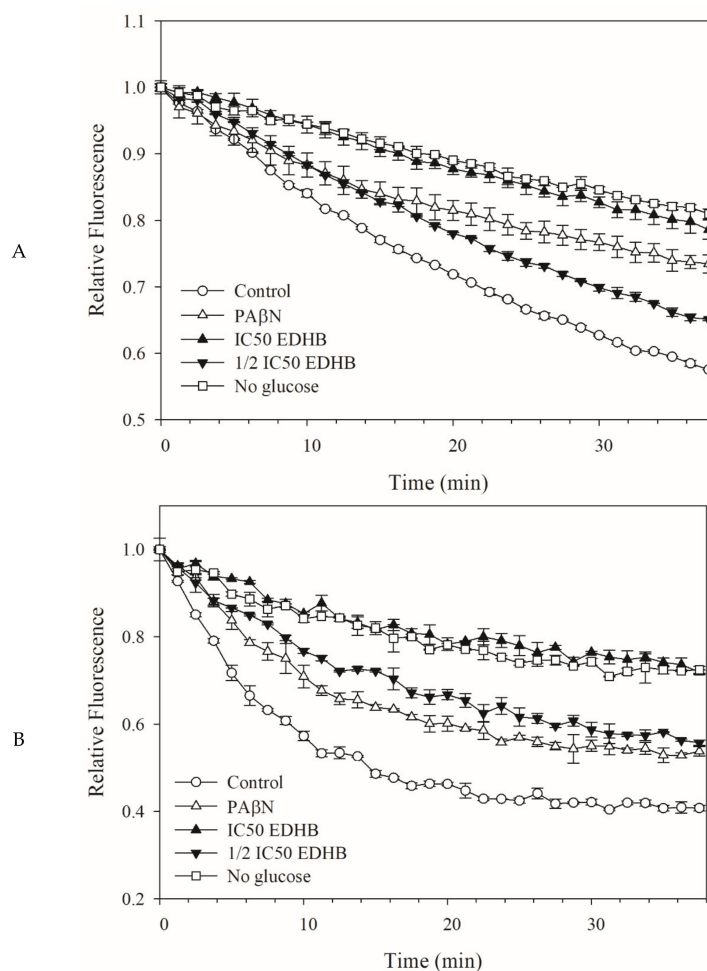 A
Relative Fluorescence
1.1
1.0
0.9
0.8
0.7
0.6
0.5
Control
PAβN
IC50 EDHB
1/2 IC50 EDHB
No glucose
0 10 20 30
Time (min)
B
Relative Fluorescence
1.0
0.8
0.6
0.4
0.2
Control
PAβN
IC50 EDHB
1/2 IC50 EDHB
No glucose
0 10 20 30
Time (min)